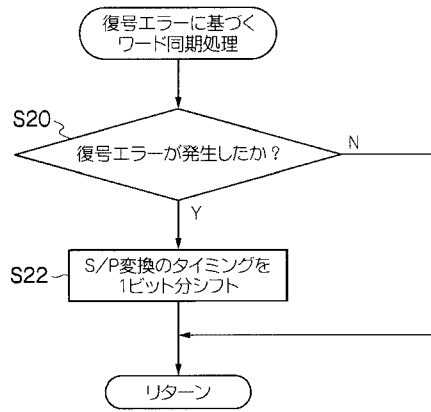 復号エラーに基づく
ワード同期処理
S20
復号エラーが発生したか?
N
Y
S22
S/P変換のタイミングを
1ビット分シフト
リターン